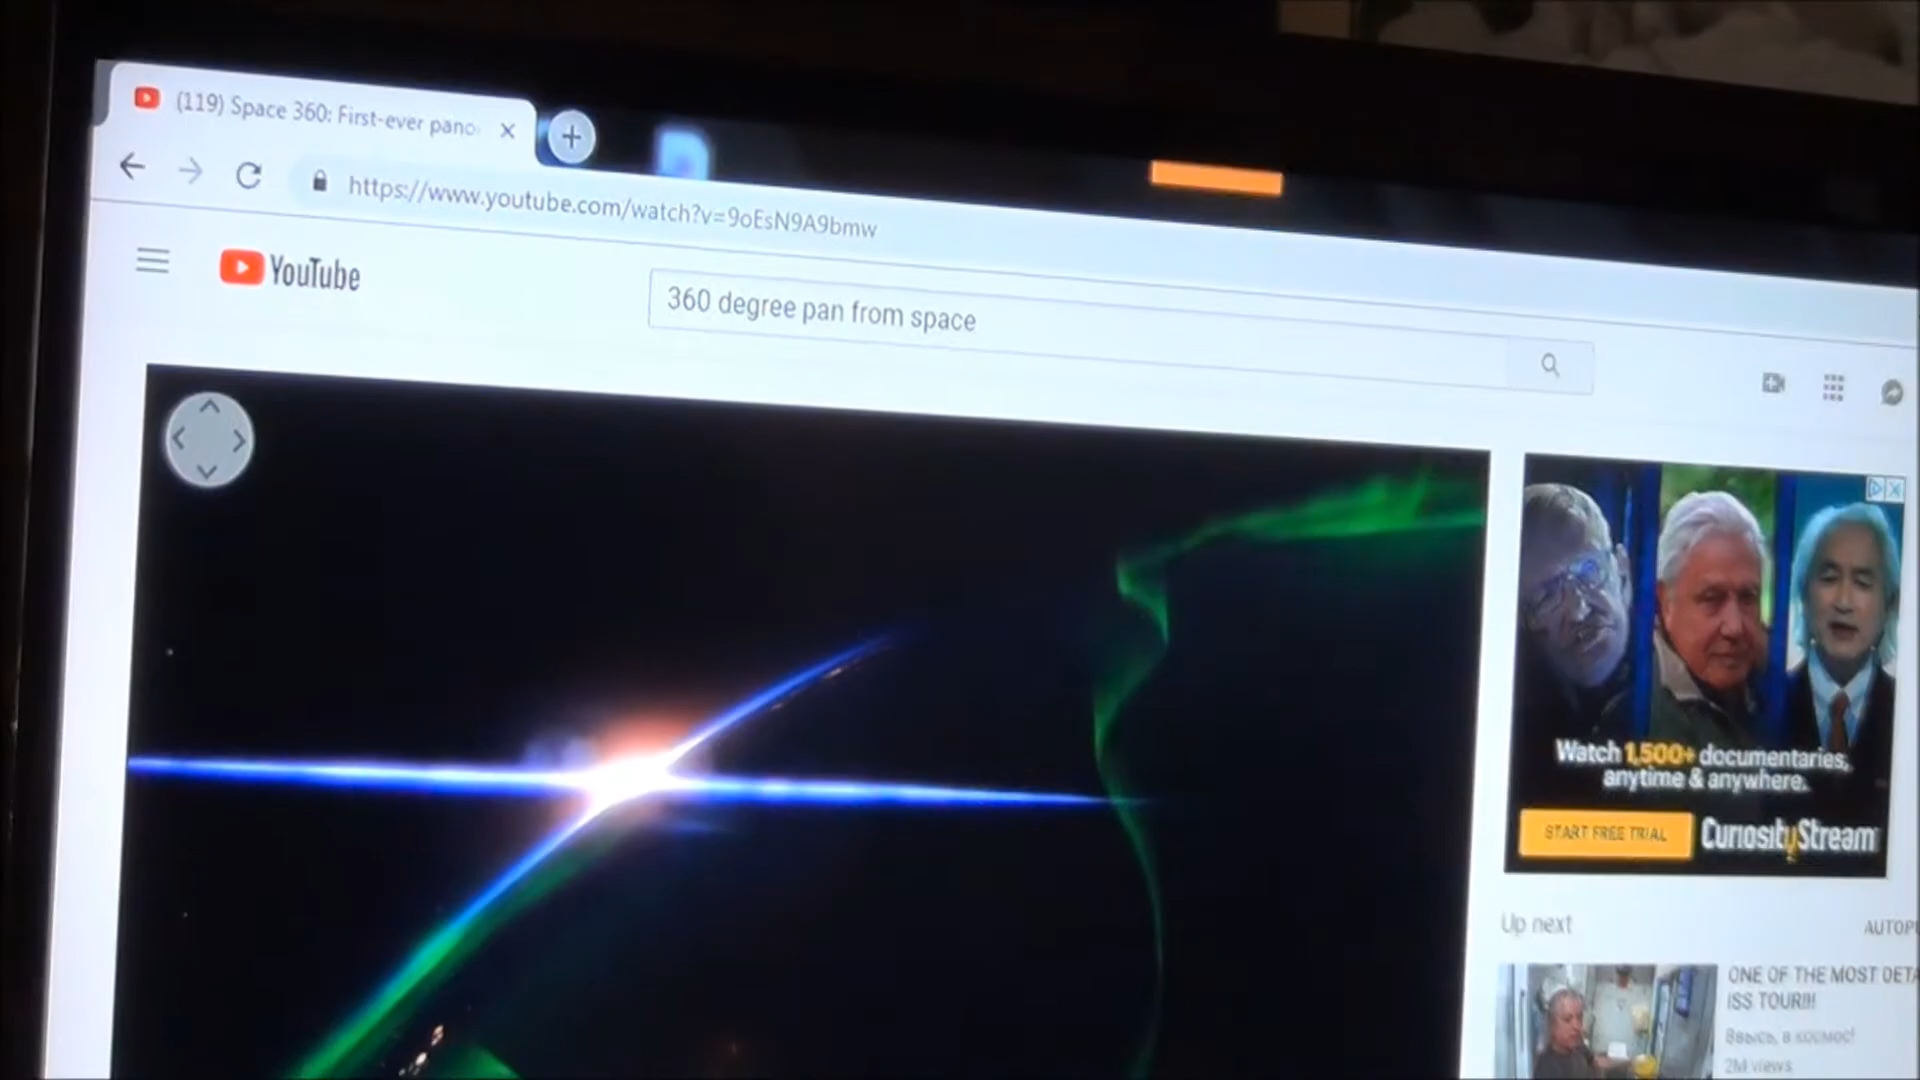 (119) Space 360: First-ever pano
https://www.youtube.com/watch?v=9oEsN9A9bmw
YouTube
360 degree pan from space
Watch 1,500+ documentaries,
anytime & anywhere.
START FREE TRIAL
CuriosityStream
Up next
AUTOPL
ONE OF THE MOST DETA
ISS TOUR!!!
Ввысь, в космос!
2M views